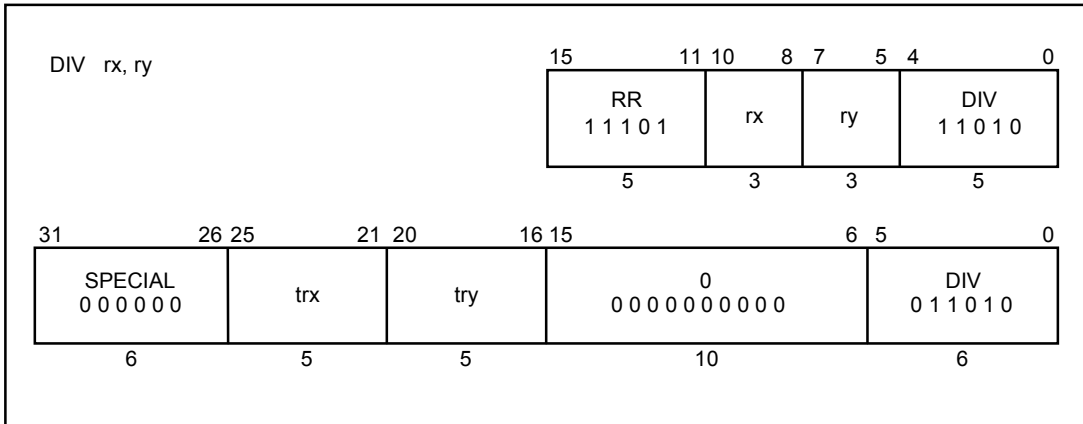 DIV rx, ry
15 11 10 8 7 5 4 0
RR rx ry DIV
1 1 1 0 1 1 1 0 1 0
5 3 3 5
31 26 25 21 20 16 15 6 5 0
SPECIAL trx try 0 DIV
0 0 0 0 0 0 0 0 0 0 0 0 0 0 0 0 0 1 1 0 1 0
6 5 5 10 6